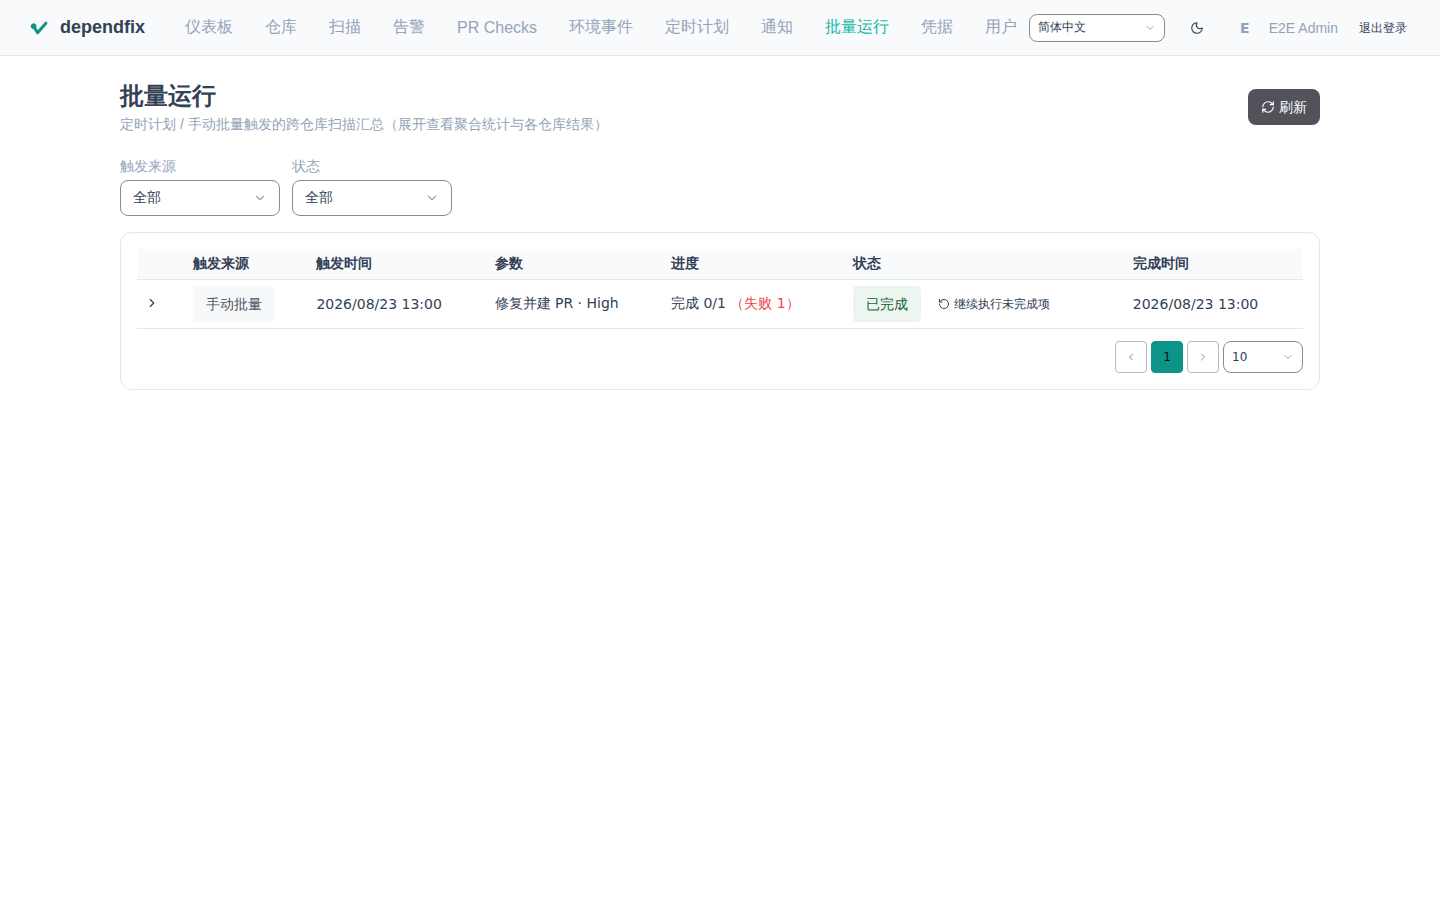 dependfix 仪表板 仓库 扫描 告警 PR Checks 环境事件 定时计划 通知 批量运行 凭据 用户 简体中文 E E2E Admin 退出登录
批量运行
定时计划 / 手动批量触发的跨仓库扫描汇总（展开查看聚合统计与各仓库结果）
刷新
触发来源 状态
全部 全部
触发来源 触发时间 参数 进度 状态 完成时间
手动批量 2026/08/23 13:00 修复并建 PR · High 完成 0/1 （失败 1） 已完成 继续执行未完成项 2026/08/23 13:00
1 10